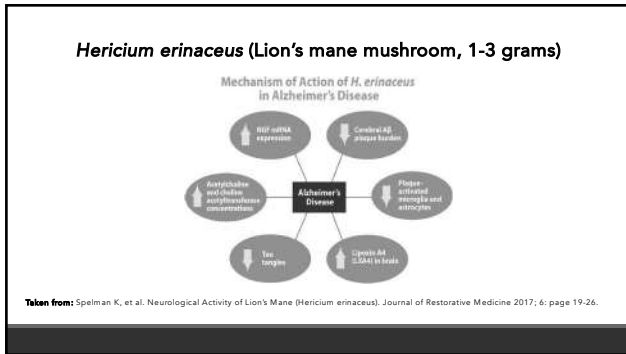 Hericium erinaceus (Lion's mane mushroom, 1-3 grams)
Mechanism of Action of H. erinaceus
in Alzheimer's Disease
NGF mRNA
expression
Cerebral Aβ
plaque burden
Acetylcholine
and choline
acetyltransferase
concentrations
Alzheimer's
Disease
Plaque-
activated
microglia and
astrocytes
Tau
tangles
Lipoxin A4
(LXA4) in brain
Taken from: Spelman K, et al. Neurological Activity of Lion's Mane (Hericium erinaceus). Journal of Restorative Medicine 2017; 6: page 19-26.